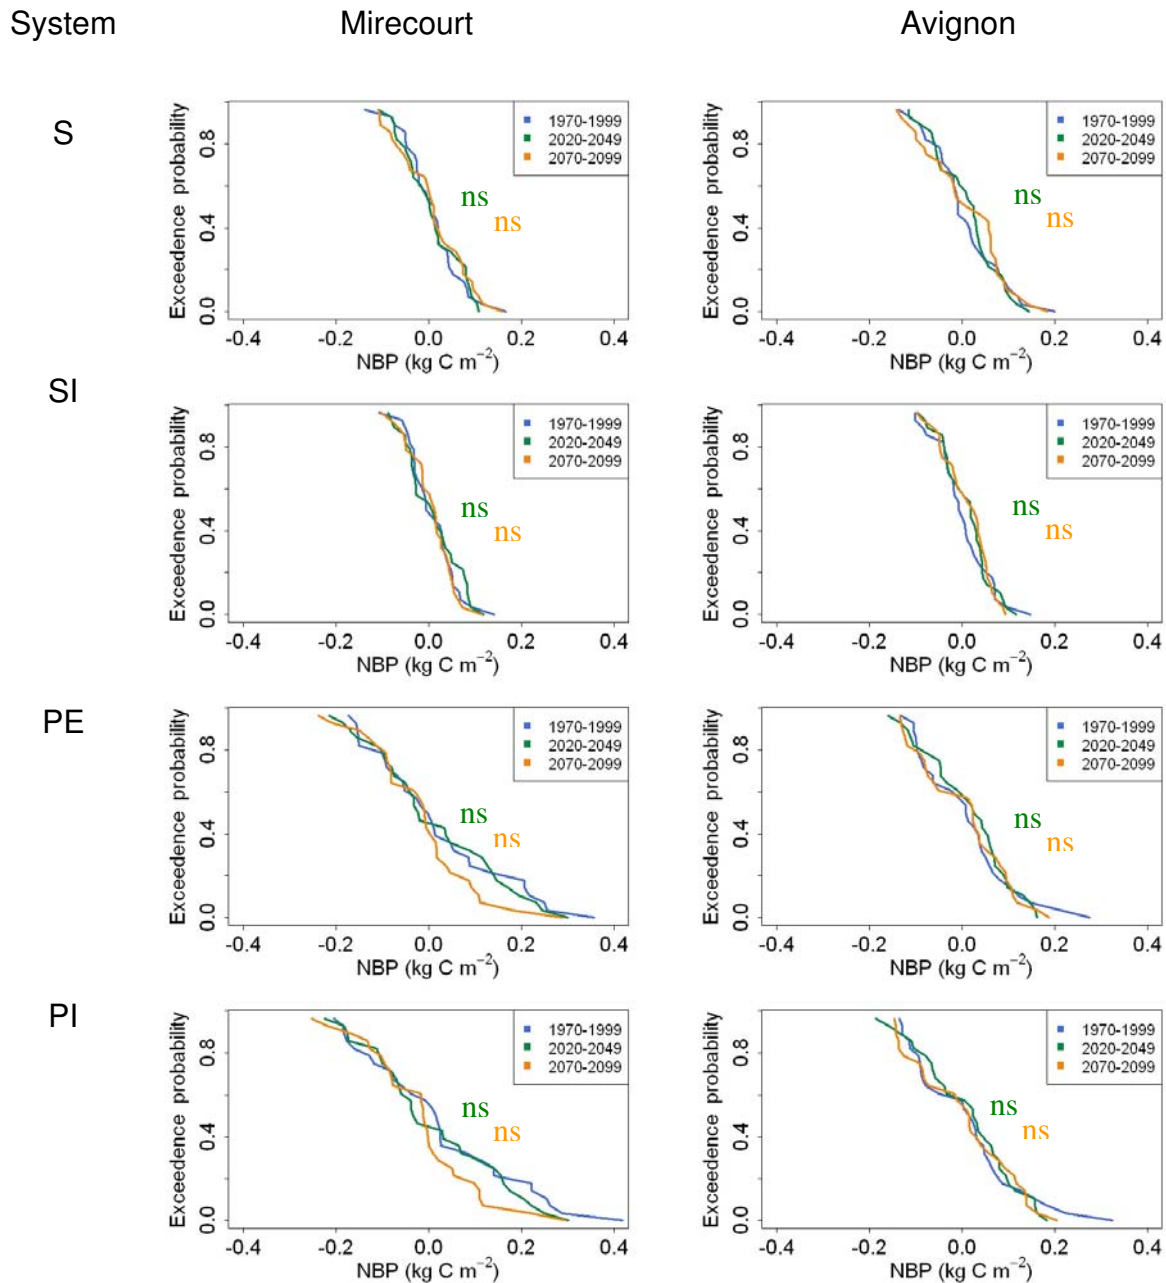 System Mirecourt Avignon
S
Exceedence probability
0.8
0.4
0.0
1970-1999
2020-2049
2070-2099
ns
ns
-0.4 -0.2 0.0 0.2 0.4
NBP (kg C m⁻²)
Exceedence probability
0.8
0.4
0.0
1970-1999
2020-2049
2070-2099
ns
ns
-0.4 -0.2 0.0 0.2 0.4
NBP (kg C m⁻²)
SI
Exceedence probability
0.8
0.4
0.0
1970-1999
2020-2049
2070-2099
ns
ns
-0.4 -0.2 0.0 0.2 0.4
NBP (kg C m⁻²)
Exceedence probability
0.8
0.4
0.0
1970-1999
2020-2049
2070-2099
ns
ns
-0.4 -0.2 0.0 0.2 0.4
NBP (kg C m⁻²)
PE
Exceedence probability
0.8
0.4
0.0
1970-1999
2020-2049
2070-2099
ns
ns
-0.4 -0.2 0.0 0.2 0.4
NBP (kg C m⁻²)
Exceedence probability
0.8
0.4
0.0
1970-1999
2020-2049
2070-2099
ns
ns
-0.4 -0.2 0.0 0.2 0.4
NBP (kg C m⁻²)
PI
Exceedence probability
0.8
0.4
0.0
1970-1999
2020-2049
2070-2099
ns
ns
-0.4 -0.2 0.0 0.2 0.4
NBP (kg C m⁻²)
Exceedence probability
0.8
0.4
0.0
1970-1999
2020-2049
2070-2099
ns
ns
-0.4 -0.2 0.0 0.2 0.4
NBP (kg C m⁻²)